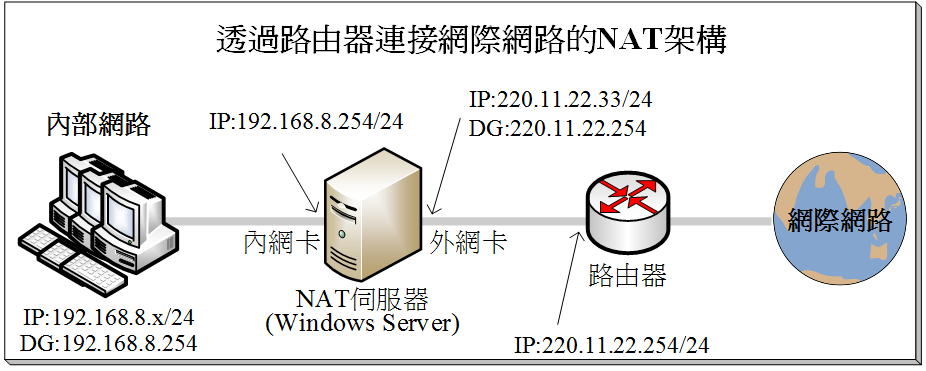 透過路由器連接網際網路的NAT架構
內部網路
IP:192.168.8.254/24
IP:220.11.22.33/24
DG:220.11.22.254
內網卡
外網卡
網際網路
路由器
NAT伺服器
(Windows Server)
IP:192.168.8.x/24
DG:192.168.8.254
IP:220.11.22.254/24